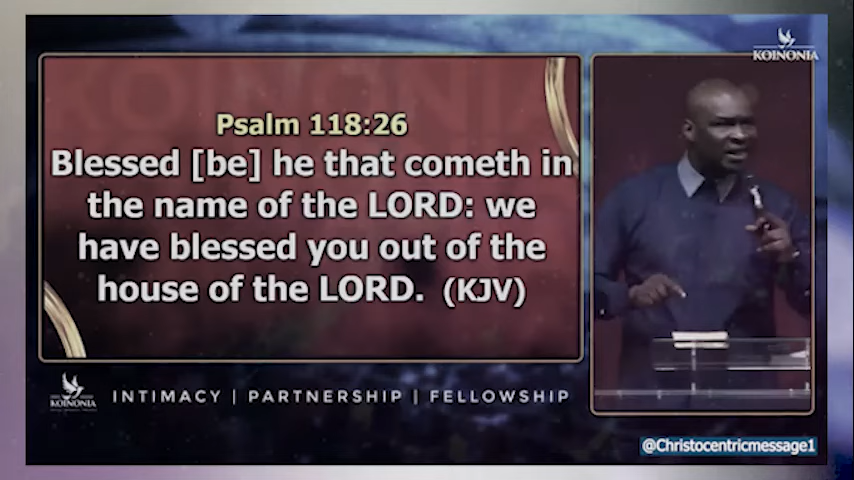 KOINONIA
Psalm 118:26
Blessed [be] he that cometh in
the name of the LORD: we
have blessed you out of the
house of the LORD. (KJV)
KOINONIA
INTIMACY | PARTNERSHIP | FELLOWSHIP
@Christocentricmessage1